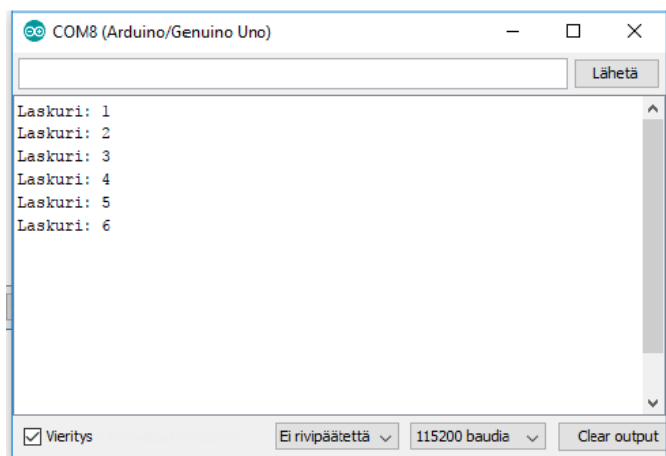 COM8 (Arduino/Genuino Uno)
Lähetä
Laskuri: 1
Laskuri: 2
Laskuri: 3
Laskuri: 4
Laskuri: 5
Laskuri: 6
Vieritys Ei rivipäätettä 115200 baudia Clear output